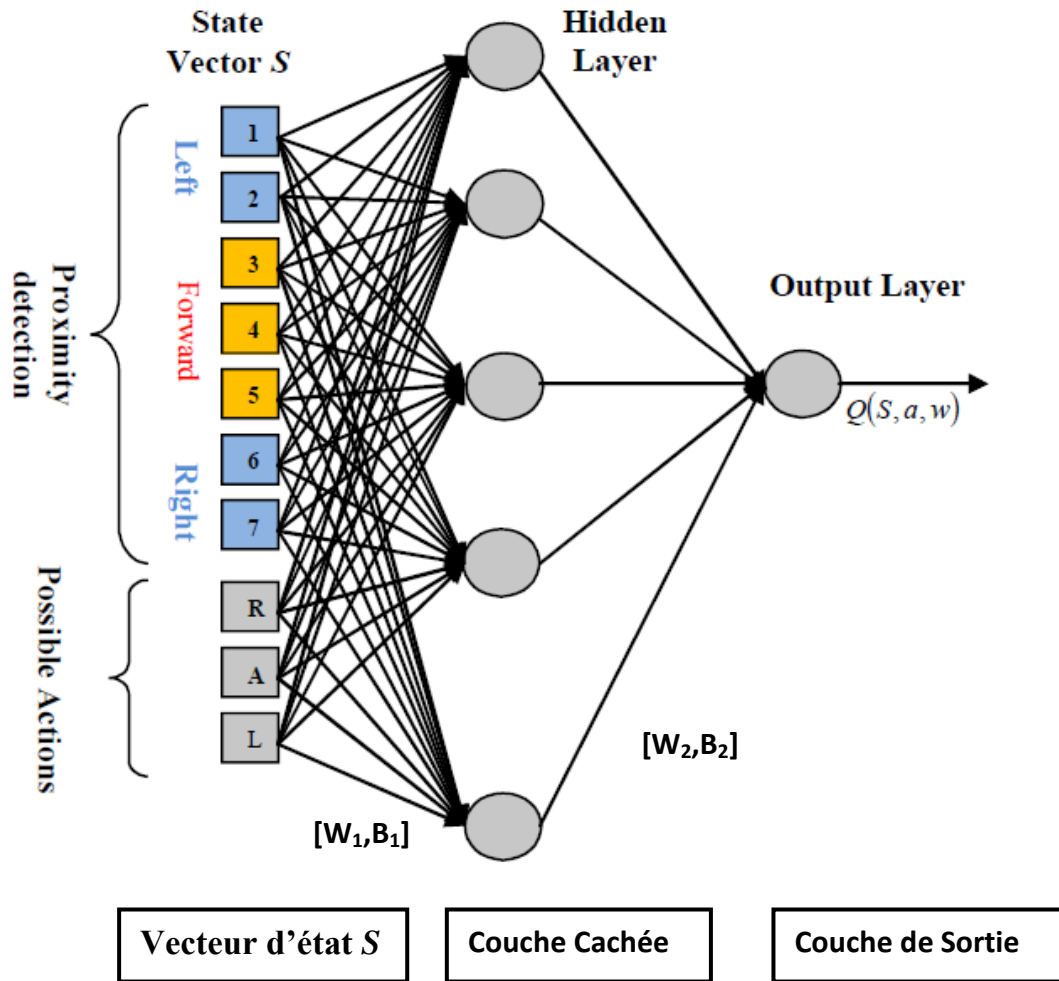 State
Vector S
Hidden
Layer
Proximity
detection
Left
Forward
Right
1
2
3
4
5
6
7
Possible Actions
R
A
L
Output Layer
Q(S, a, w)
[W₁,B₁]
[W₂,B₂]
Vecteur d’état S
Couche Cachée
Couche de Sortie